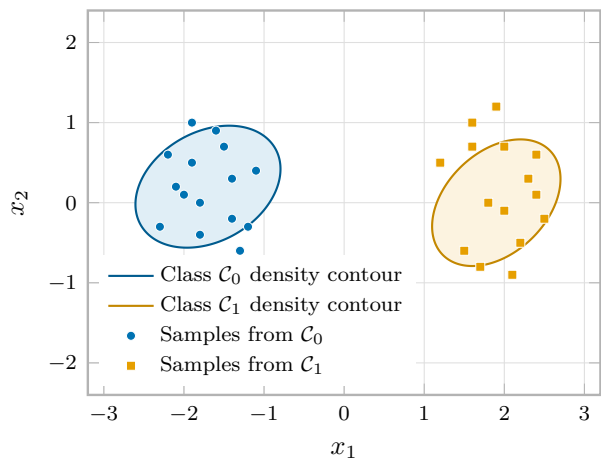 2
1
0
−1
−2
x₂
Class C₀ density contour
Class C₁ density contour
Samples from C₀
Samples from C₁
−3 −2 −1 0 1 2 3
x₁